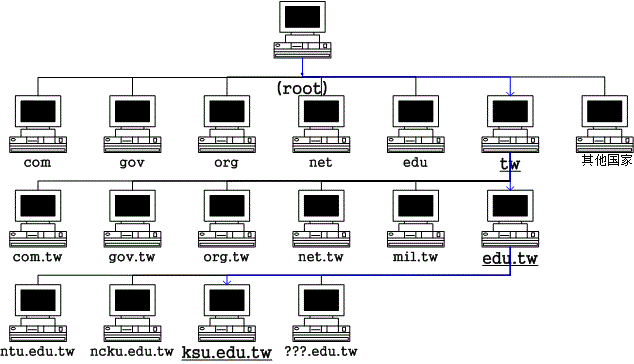 (root)
com gov org net edu tw 其他国家
com.tw gov.tw org.tw net.tw mil.tw edu.tw
ntu.edu.tw ncku.edu.tw ksu.edu.tw ???.edu.tw